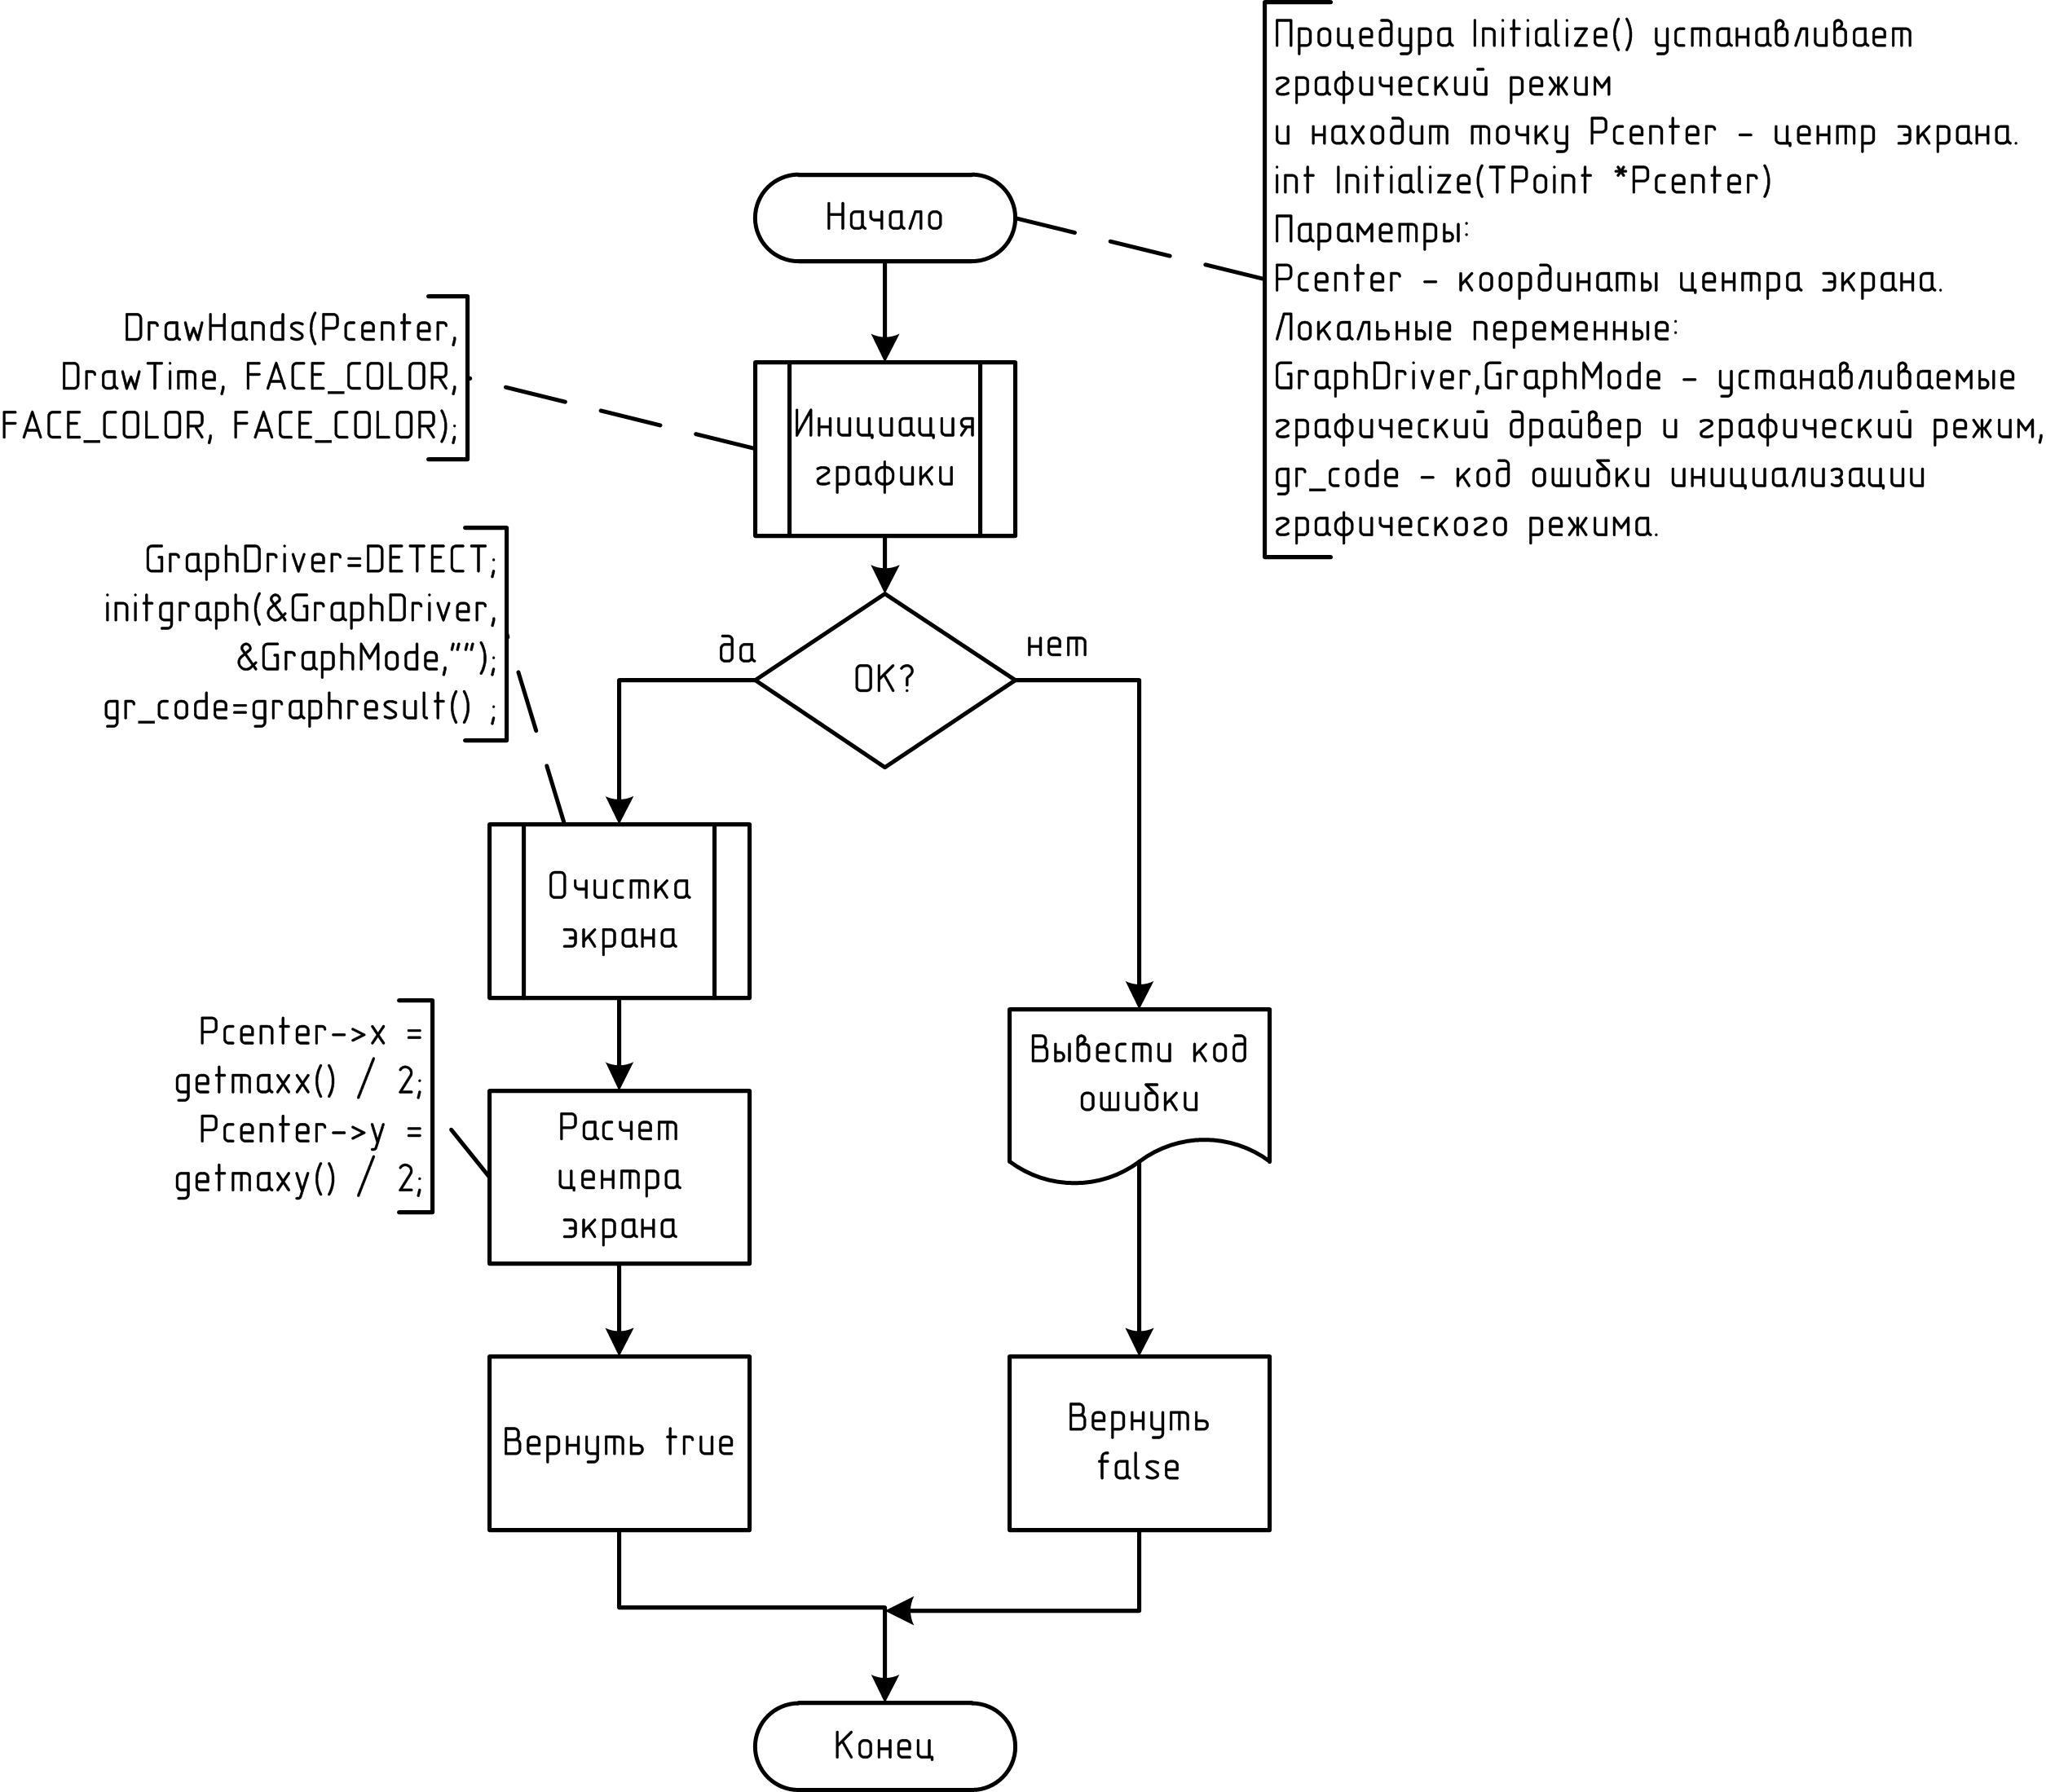 Процедура Initialize() устанавливает
графический режим
и находит точку Pcenter - центр экрана.
int Initialize(TPoint *Pcenter)
Параметры:
Pcenter - координаты центра экрана.
Локальные переменные:
GraphDriver,GraphMode - устанавливаемые
графический драйвер и графический режим,
gr_code - код ошибки инициализации
графического режима.
Начало
DrawHands(Pcenter,
DrawTime, FACE_COLOR,
FACE_COLOR, FACE_COLOR);
Инициация
графики
GraphDriver=DETECT;
initgraph(&GraphDriver,
&GraphMode,"");
gr_code=graphresult() ;
да
OK?
нет
Очистка
экрана
Pcenter->x =
getmaxx() / 2;
Pcenter->y =
getmaxy() / 2;
Расчет
центра
экрана
Вывести код
ошибки
Вернуть true
Вернуть
false
Конец